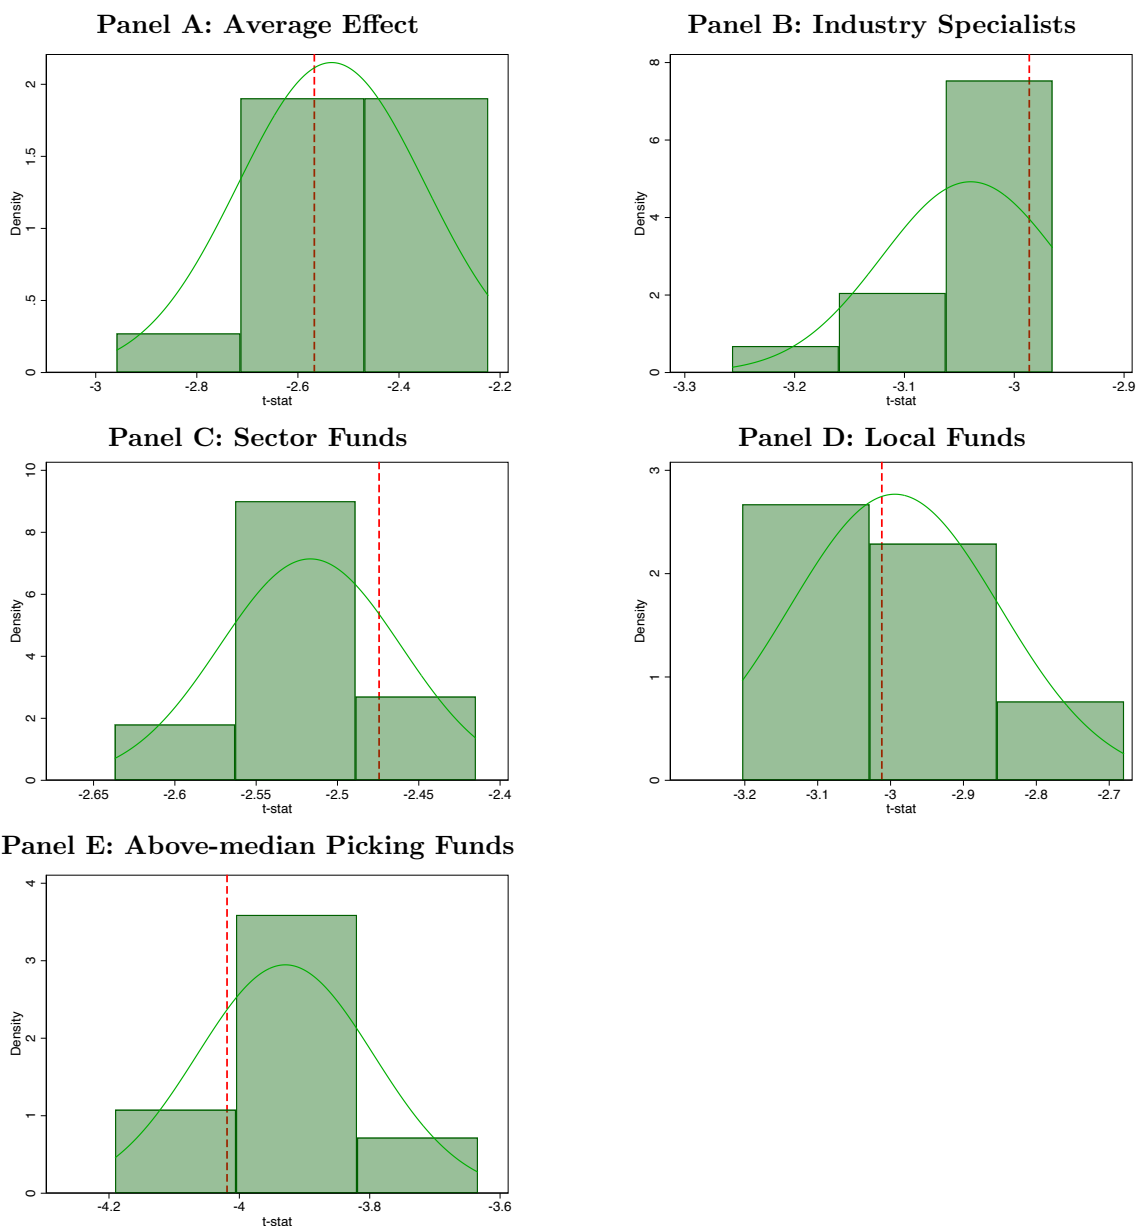 Panel A: Average Effect
Density
0 .5 1 1.5 2
-3 -2.8 -2.6 -2.4 -2.2
t-stat
Panel B: Industry Specialists
Density
0 2 4 6 8
-3.3 -3.2 -3.1 -3 -2.9
t-stat
Panel C: Sector Funds
Density
0 2 4 6 8 10
-2.65 -2.6 -2.55 -2.5 -2.45 -2.4
t-stat
Panel D: Local Funds
Density
0 1 2 3
-3.2 -3.1 -3 -2.9 -2.8 -2.7
t-stat
Panel E: Above-median Picking Funds
Density
0 1 2 3 4
-4.2 -4 -3.8 -3.6
t-stat